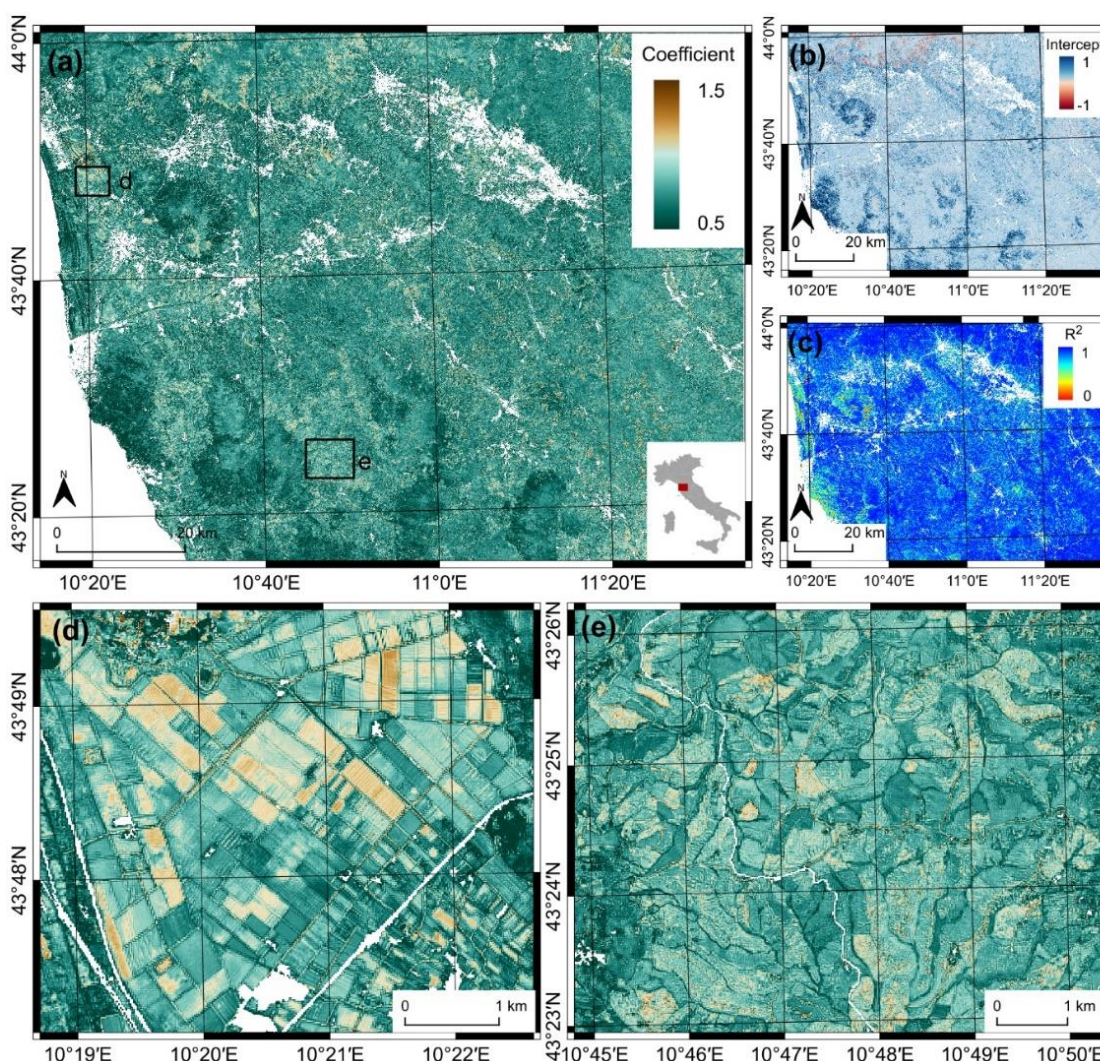 (a)
Coefficient
1.5
0.5
d
e
N
0
20 km
44°0'N
43°40'N
43°20'N
10°20'E
10°40'E
11°0'E
11°20'E
(b)
Intercept
1
-1
N
0
20 km
44°0'N
43°40'N
43°20'N
10°20'E
10°40'E
11°0'E
11°20'E
(c)
R²
1
0
N
0
20 km
44°0'N
43°40'N
43°20'N
10°20'E
10°40'E
11°0'E
11°20'E
(d)
43°49'N
43°48'N
0
1 km
10°19'E
10°20'E
10°21'E
10°22'E
(e)
43°26'N
43°25'N
43°24'N
43°23'N
0
1 km
10°45'E
10°46'E
10°47'E
10°48'E
10°49'E
10°50'E